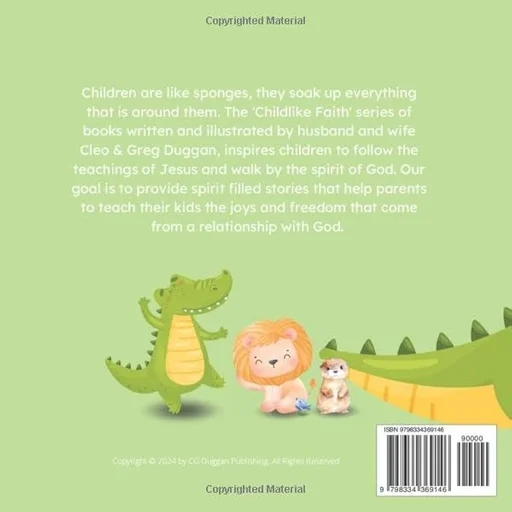 Copyrighted Material
Children are like sponges, they soak up everything
that is around them. The 'Childlike Faith' series of
books written and illustrated by husband and wife
Cleo & Greg Duggan, inspires children to follow the
teachings of Jesus and walk by the spirit of God. Our
goal is to provide spirit filled stories that help parents
to teach their kids the joys and freedom that come
from a relationship with God.
ISBN 9798334369146
90000
9 798334 369146
Copyright © 2024 by CG Duggan Publishing. All Rights Reserved
Copyrighted Material